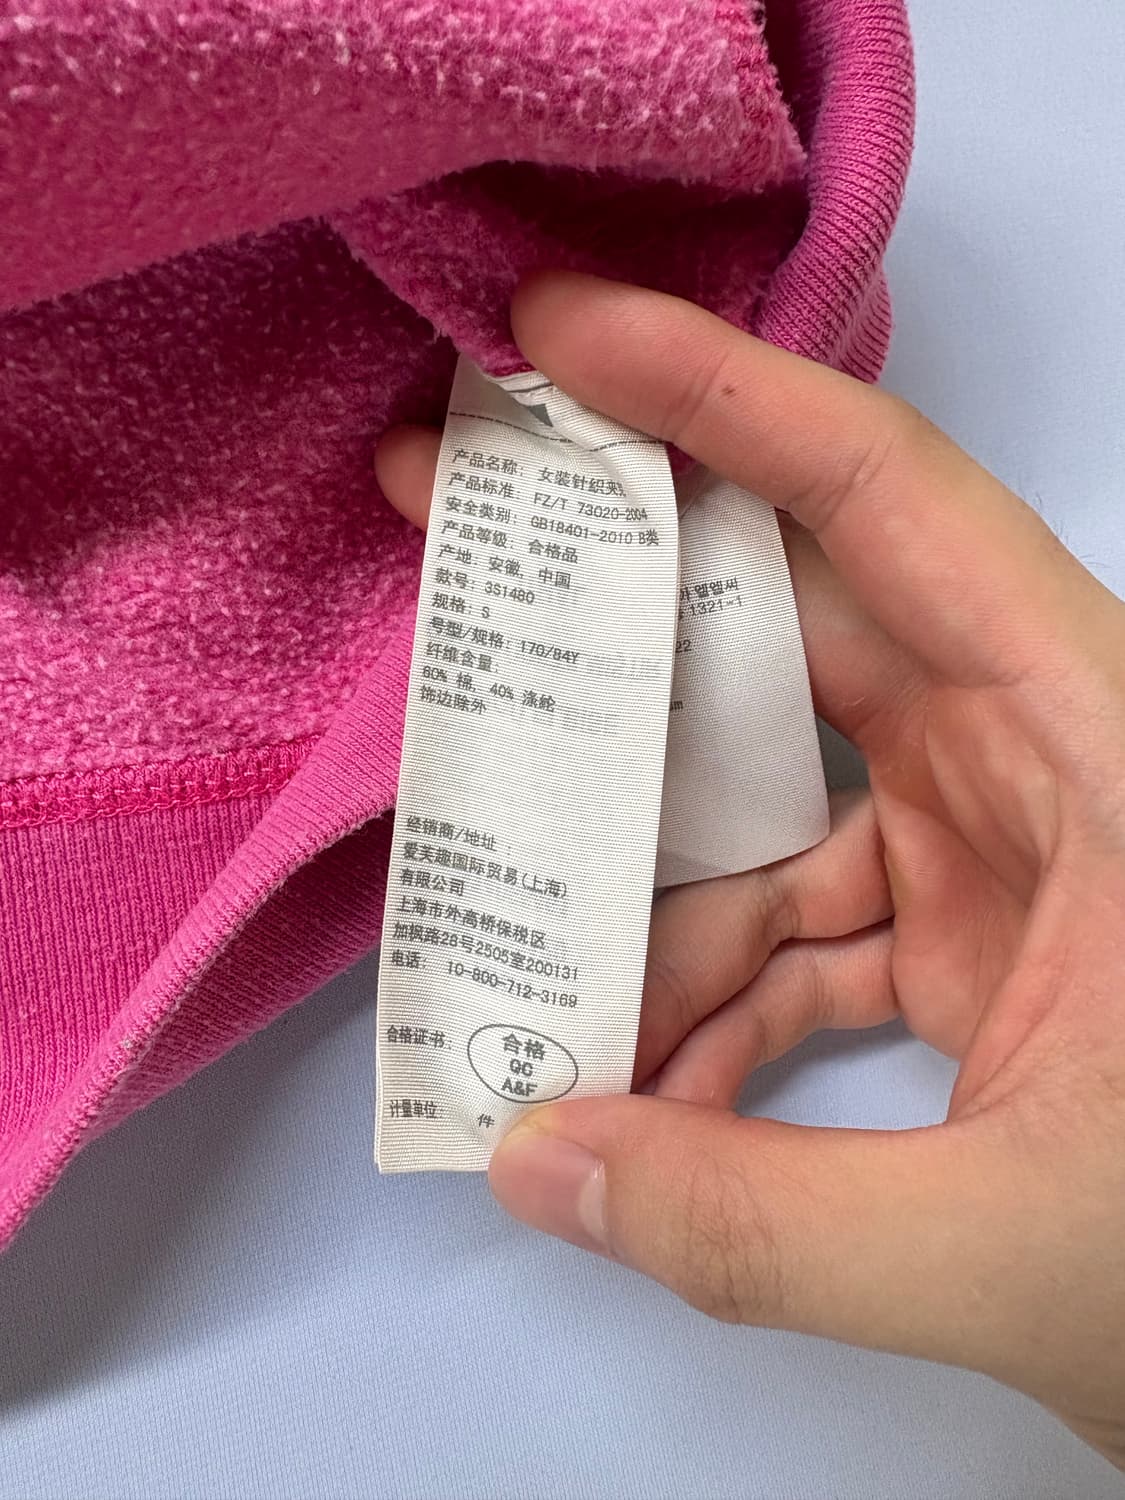 产品名称: 女装针织夹
产品标准: FZ/T 73020-2004
安全类别: GB18401-2010 B类
产品等级: 合格品
产地: 安徽, 中国
款号: 3S1480
规格: S
号型/规格: 170/84Y
纤维含量:
60% 棉, 40% 涤纶
饰边除外
经销商/地址
爱芙趣国际贸易(上海)
有限公司
上海市外高桥保税区
加枫路28号2505室200131
电话: 10-800-712-3169
合格证书:
合格
QC
A&F
计量单位: 件
엘엘씨
1321-1
22